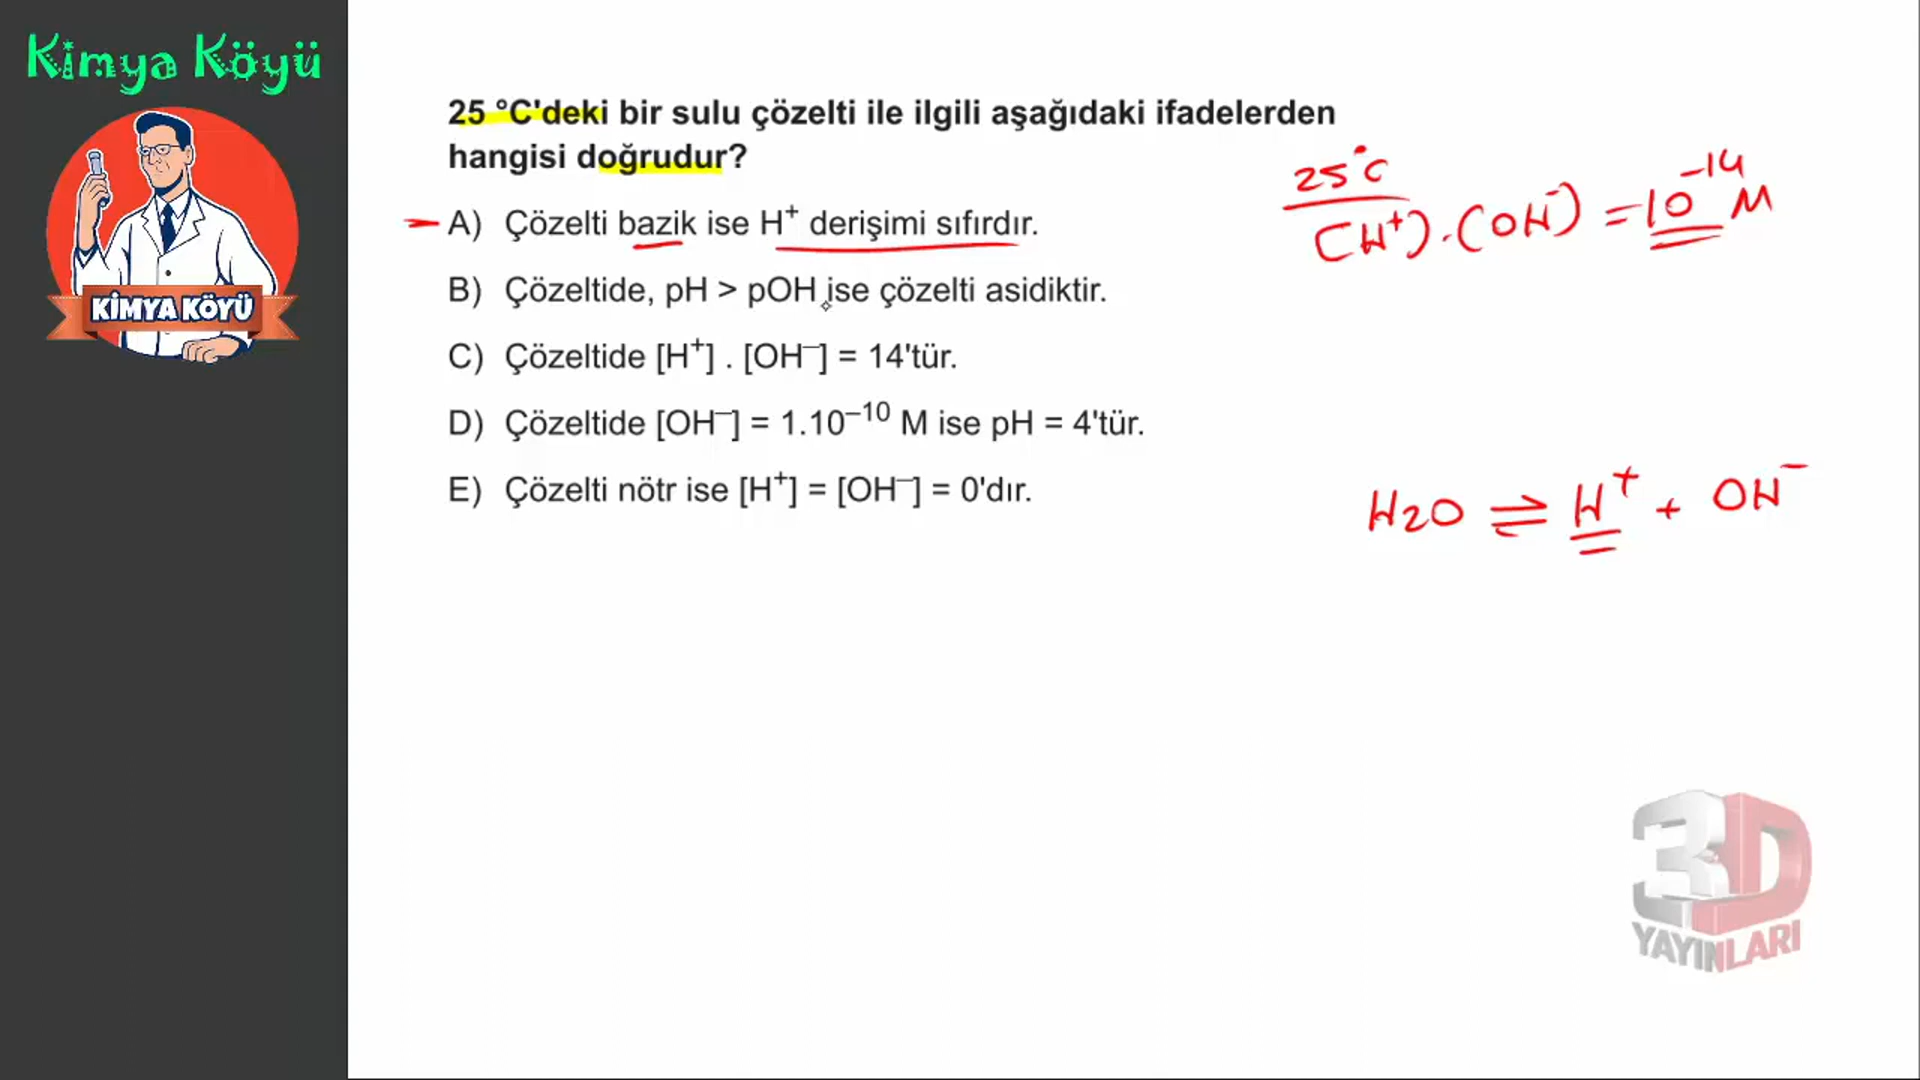 Kimya Köyü
KİMYA KÖYÜ
25 °C'deki bir sulu çözelti ile ilgili aşağıdaki ifadelerden
hangisi doğrudur?
A) Çözelti bazik ise H⁺ derişimi sıfırdır.
B) Çözeltide, pH > pOH ise çözelti asidiktir.
C) Çözeltide [H⁺] . [OH⁻] = 14'tür.
D) Çözeltide [OH⁻] = 1.10⁻¹⁰ M ise pH = 4'tür.
E) Çözelti nötr ise [H⁺] = [OH⁻] = 0'dır.
25°C
(H⁺).(OH⁻) = 10⁻¹⁴ M
H2O ⇌ H⁺ + OH⁻
3D
YAYINLARI